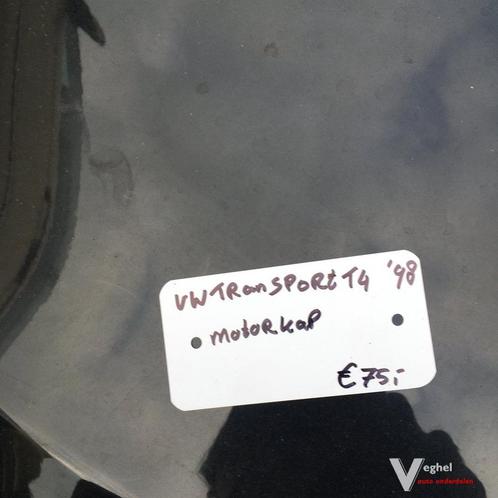 VW TRANSPORt T4 '98
• MotoRkaP
€ 75,-
Veghel
auto onderdelen